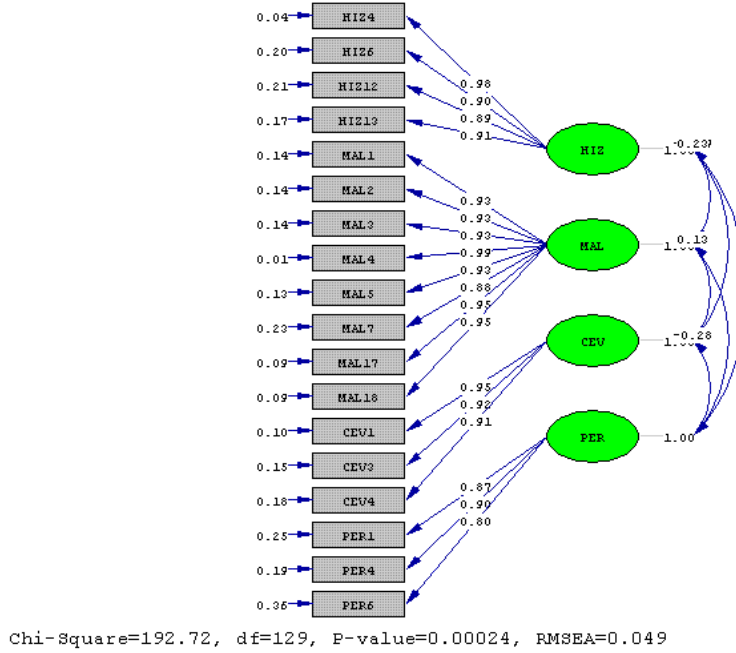 0.04 HIZ4
0.20 HIZ6
0.21 HIZ12
0.17 HIZ13
0.14 MAL1
0.14 MAL2
0.14 MAL3
0.01 MAL4
0.13 MAL5
0.23 MAL7
0.09 MAL17
0.09 MAL18
0.10 CEV1
0.15 CEV3
0.18 CEV4
0.25 PER1
0.19 PER4
0.36 PER6
0.98
0.90
0.89
0.91
0.93
0.93
0.93
0.99
0.93
0.88
0.95
0.95
0.95
0.92
0.91
0.87
0.90
0.80
HIZ
MAL
CEV
PER 1.00
-0.23
0.13
-0.28
Chi-Square=192.72, df=129, P-value=0.00024, RMSEA=0.049